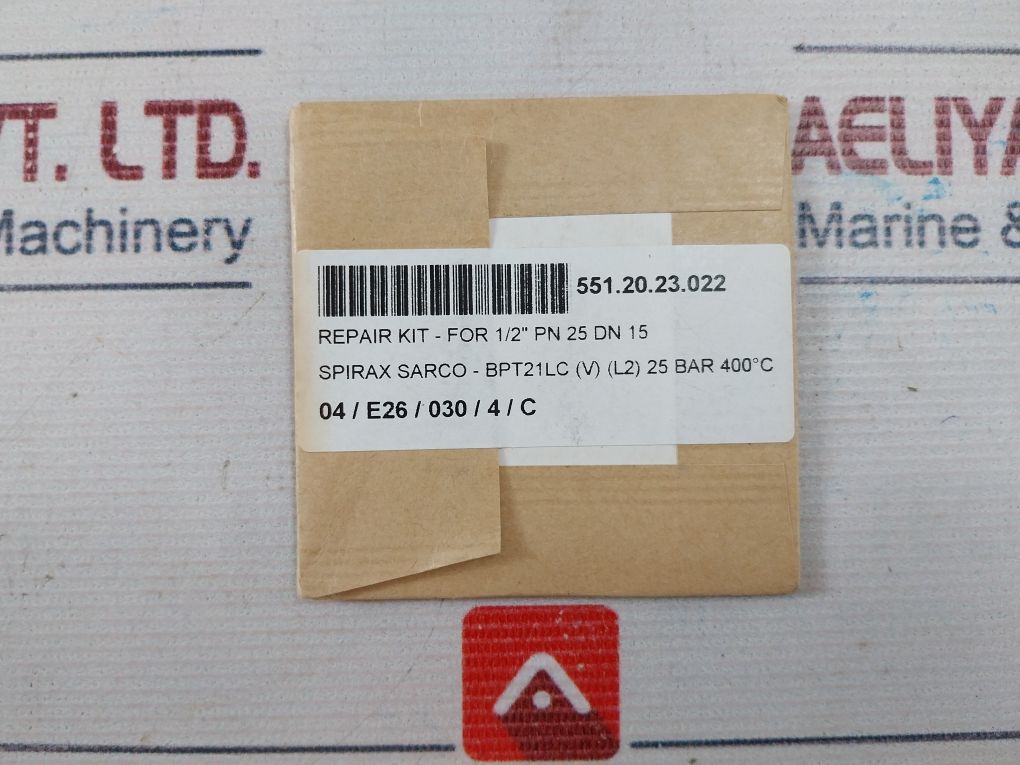 VT. LTD.
AELIYA
Machinery
Marine &
551.20.23.022
REPAIR KIT - FOR 1/2" PN 25 DN 15
SPIRAX SARCO - BPT21LC (V) (L2) 25 BAR 400°C
04 / E26 / 030 / 4 / C